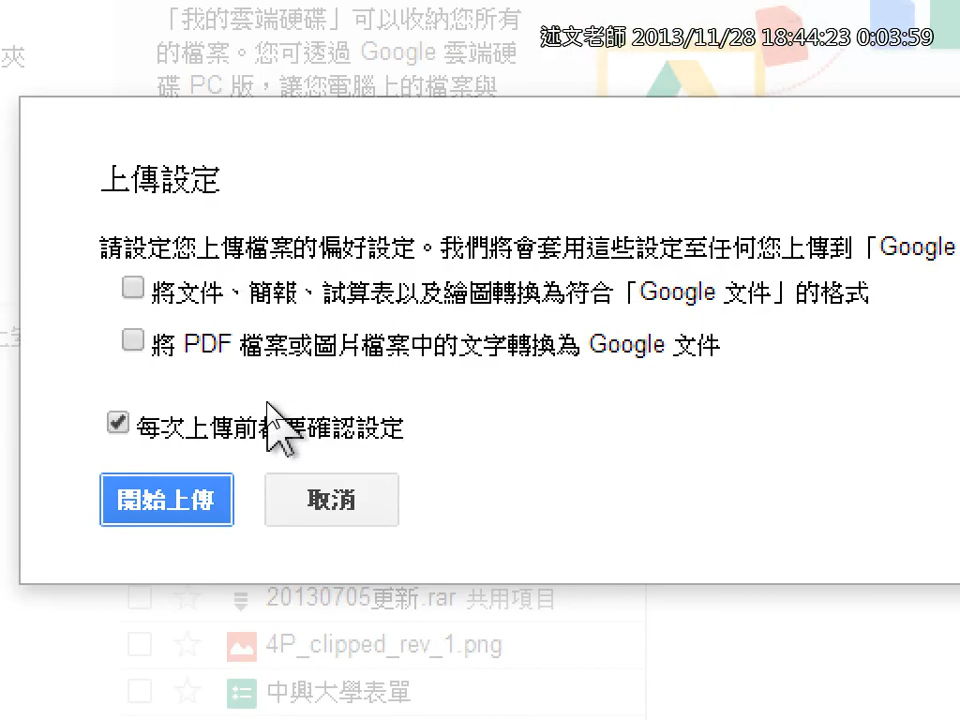 「我的雲端硬碟」可以收納您所有
述文老師 2013/11/28 18:44:23 0:03:59
夾
的檔案。您可透過 Google 雲端硬
碟 PC 版，讓您電腦上的檔案與
上傳設定
請設定您上傳檔案的偏好設定。我們將會套用這些設定至任何您上傳到「Google
將文件、簡報、試算表以及繪圖轉換為符合「Google 文件」的格式
將 PDF 檔案或圖片檔案中的文字轉換為 Google 文件
每次上傳前都要確認設定
開始上傳
取消
20130705更新.rar 共用項目
4P_clipped_rev_1.png
中興大學表單